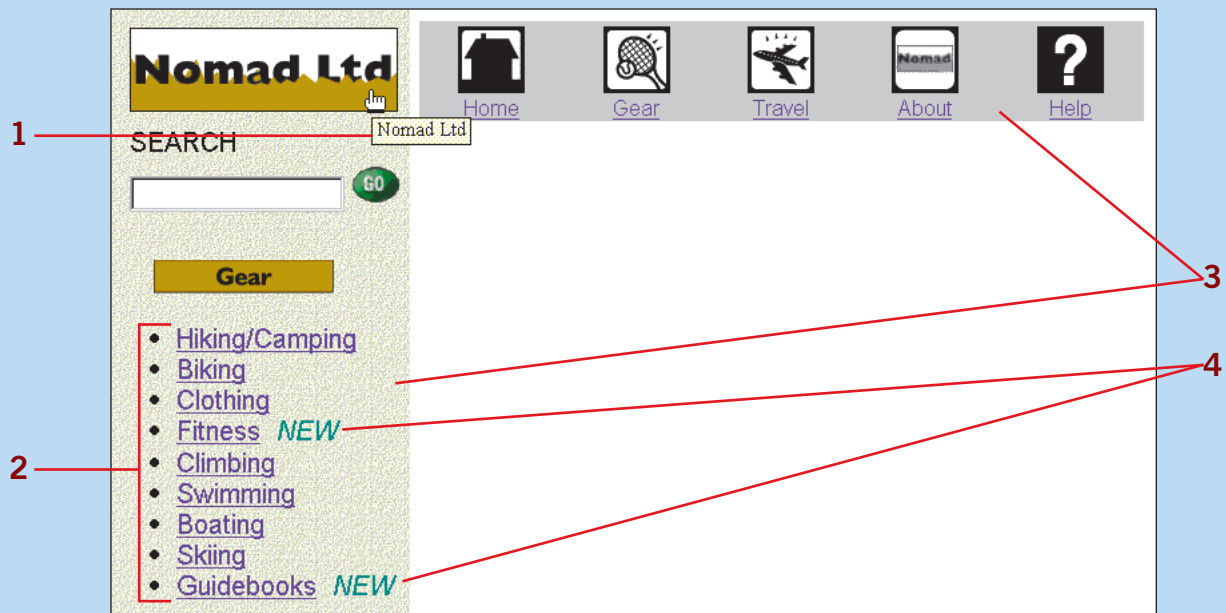 Nomad Ltd
Nomad
?
Home
Gear
Travel
About
Help
1
Nomad Ltd
SEARCH
GO
Gear
3
• Hiking/Camping
• Biking
4
• Clothing
• Fitness NEW
2
• Climbing
• Swimming
• Boating
• Skiing
• Guidebooks NEW